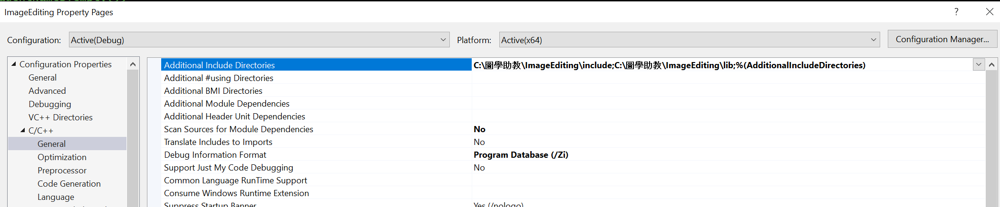 ImageEditing Property Pages
?
Configuration: Active(Debug) Platform: Active(x64) Configuration Manager...
Configuration Properties
General
Advanced
Debugging
VC++ Directories
C/C++
General
Optimization
Preprocessor
Code Generation
Language
Additional Include Directories C:\圖學助教\ImageEditing\include;C:\圖學助教\ImageEditing\lib;%(AdditionalIncludeDirectories)
Additional #using Directories
Additional BMI Directories
Additional Module Dependencies
Additional Header Unit Dependencies
Scan Sources for Module Dependencies No
Translate Includes to Imports No
Debug Information Format Program Database (/Zi)
Support Just My Code Debugging No
Common Language RunTime Support
Consume Windows Runtime Extension
Suppress Startup Banner Yes (/nologo)